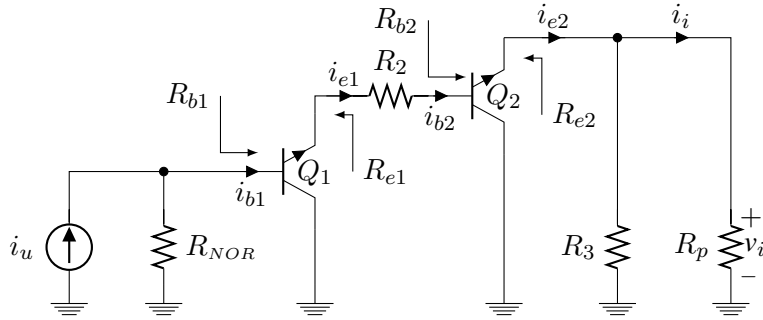 R_{b2} i_{e2} i_i
R_2
i_{e1}
R_{b1} Q_2
i_{b2} R_{e2}
Q_1 R_{e1}
i_{b1}
i_u R_{NOR} R_3 R_p + v_i −